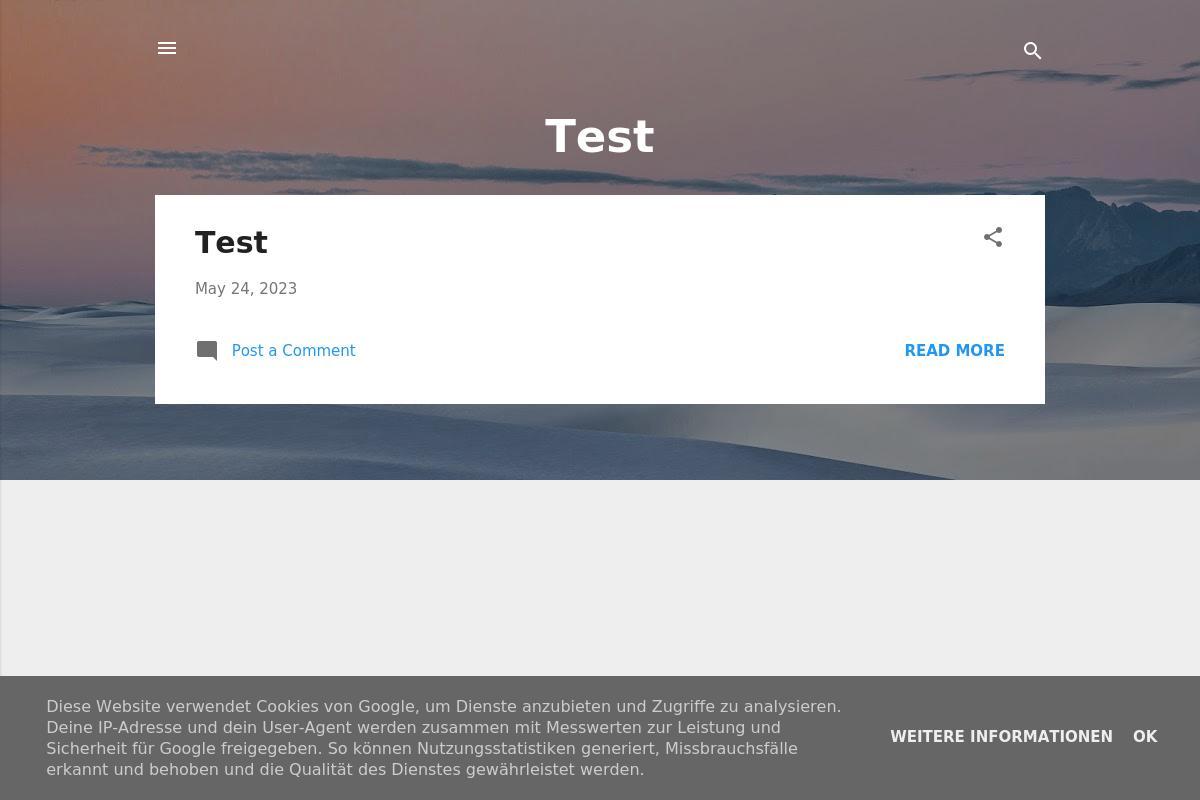 Test
Test
May 24, 2023
Post a Comment
READ MORE
Diese Website verwendet Cookies von Google, um Dienste anzubieten und Zugriffe zu analysieren.
Deine IP-Adresse und dein User-Agent werden zusammen mit Messwerten zur Leistung und
Sicherheit für Google freigegeben. So können Nutzungsstatistiken generiert, Missbrauchsfälle
erkannt und behoben und die Qualität des Dienstes gewährleistet werden.
WEITERE INFORMATIONEN
OK